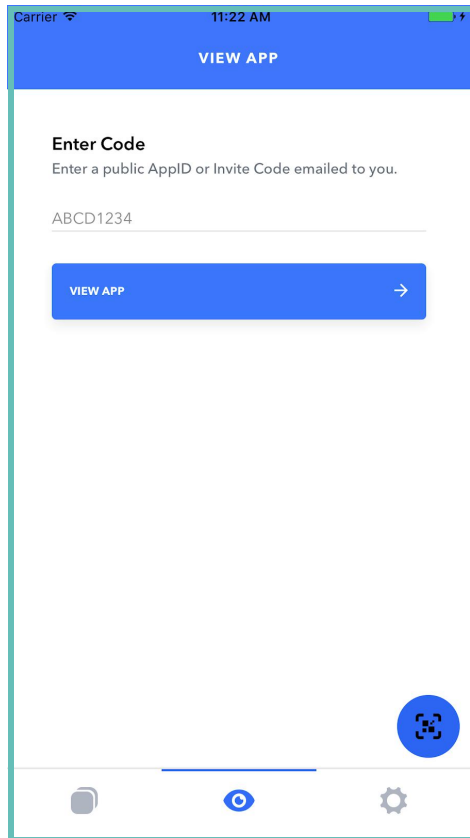 Carrier 11:22 AM
VIEW APP
Enter Code
Enter a public AppID or Invite Code emailed to you.
ABCD1234
VIEW APP